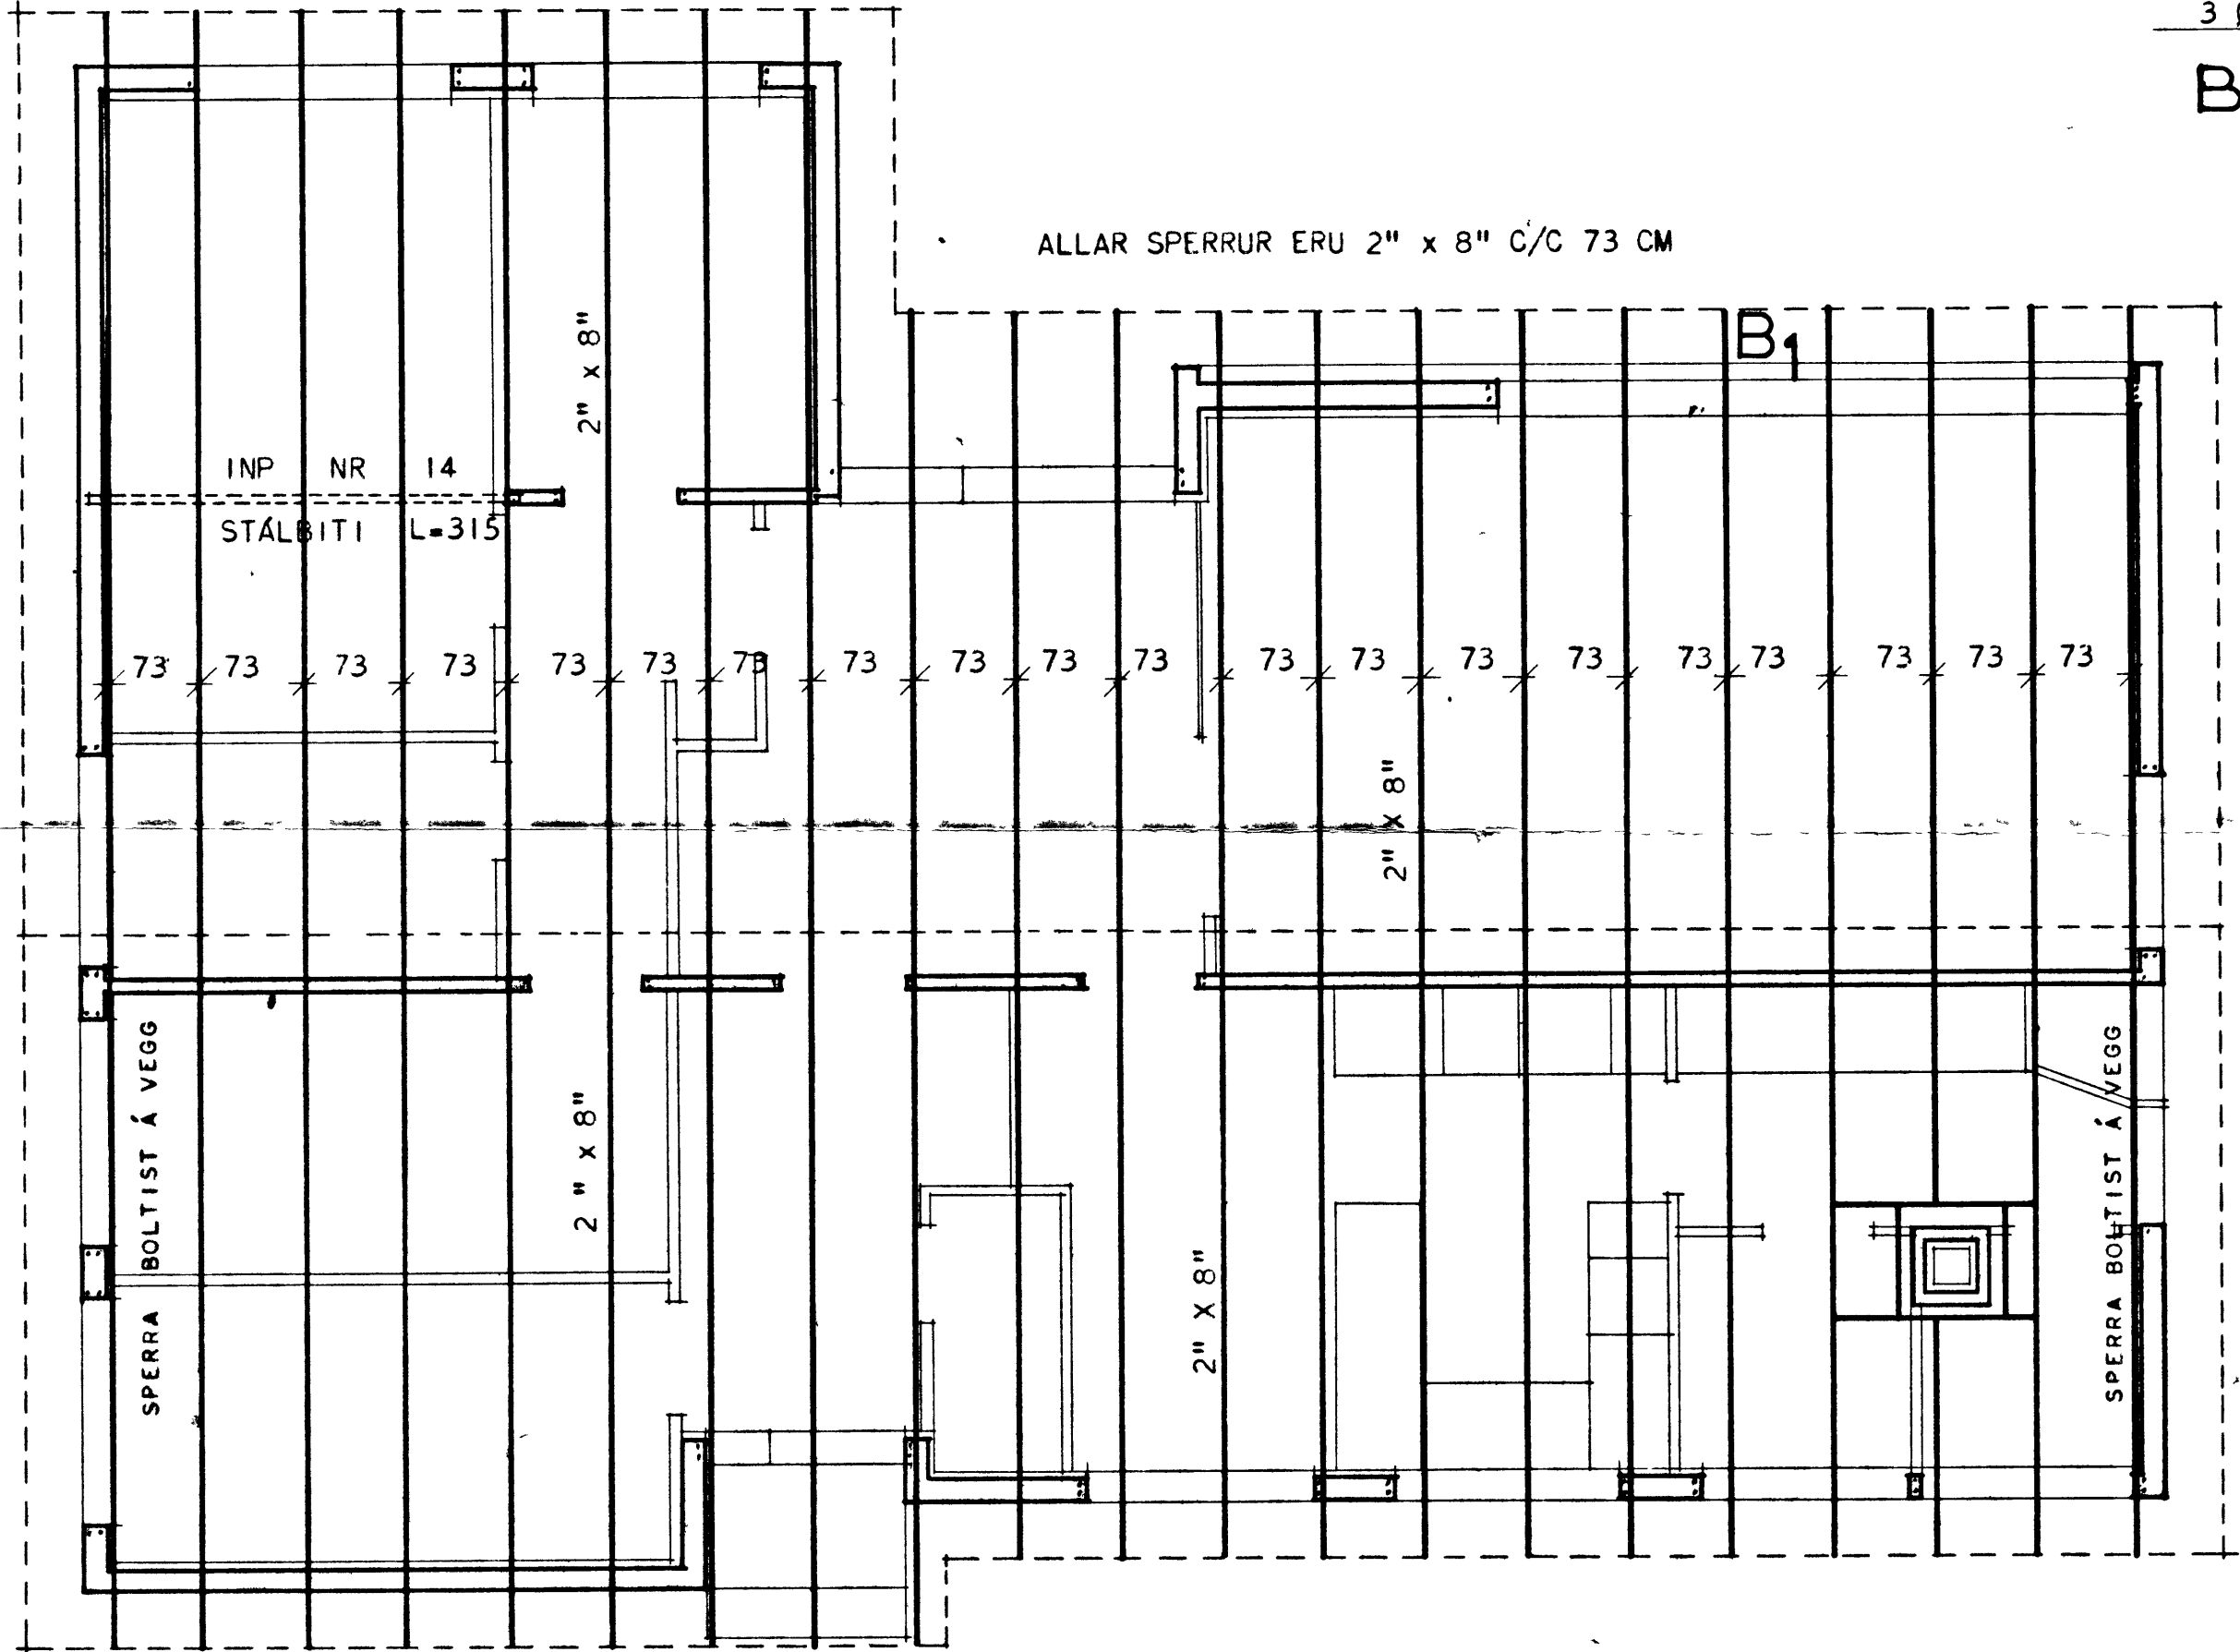 3
B
ALLAR SPERRUR ERU 2" x 8" C/C 73 CM
B1
2" x 8"
INP NR 14
STÁLBITI L=315
73 73 73 73 73 73 73 73 73 73 73 73 73 73 73 73 73 73 73 73
2" X 8"
SPERRA BOLTIST Á VEGG
2" X 8"
2" X 8"
SPERRA BOLTIST Á VEGG